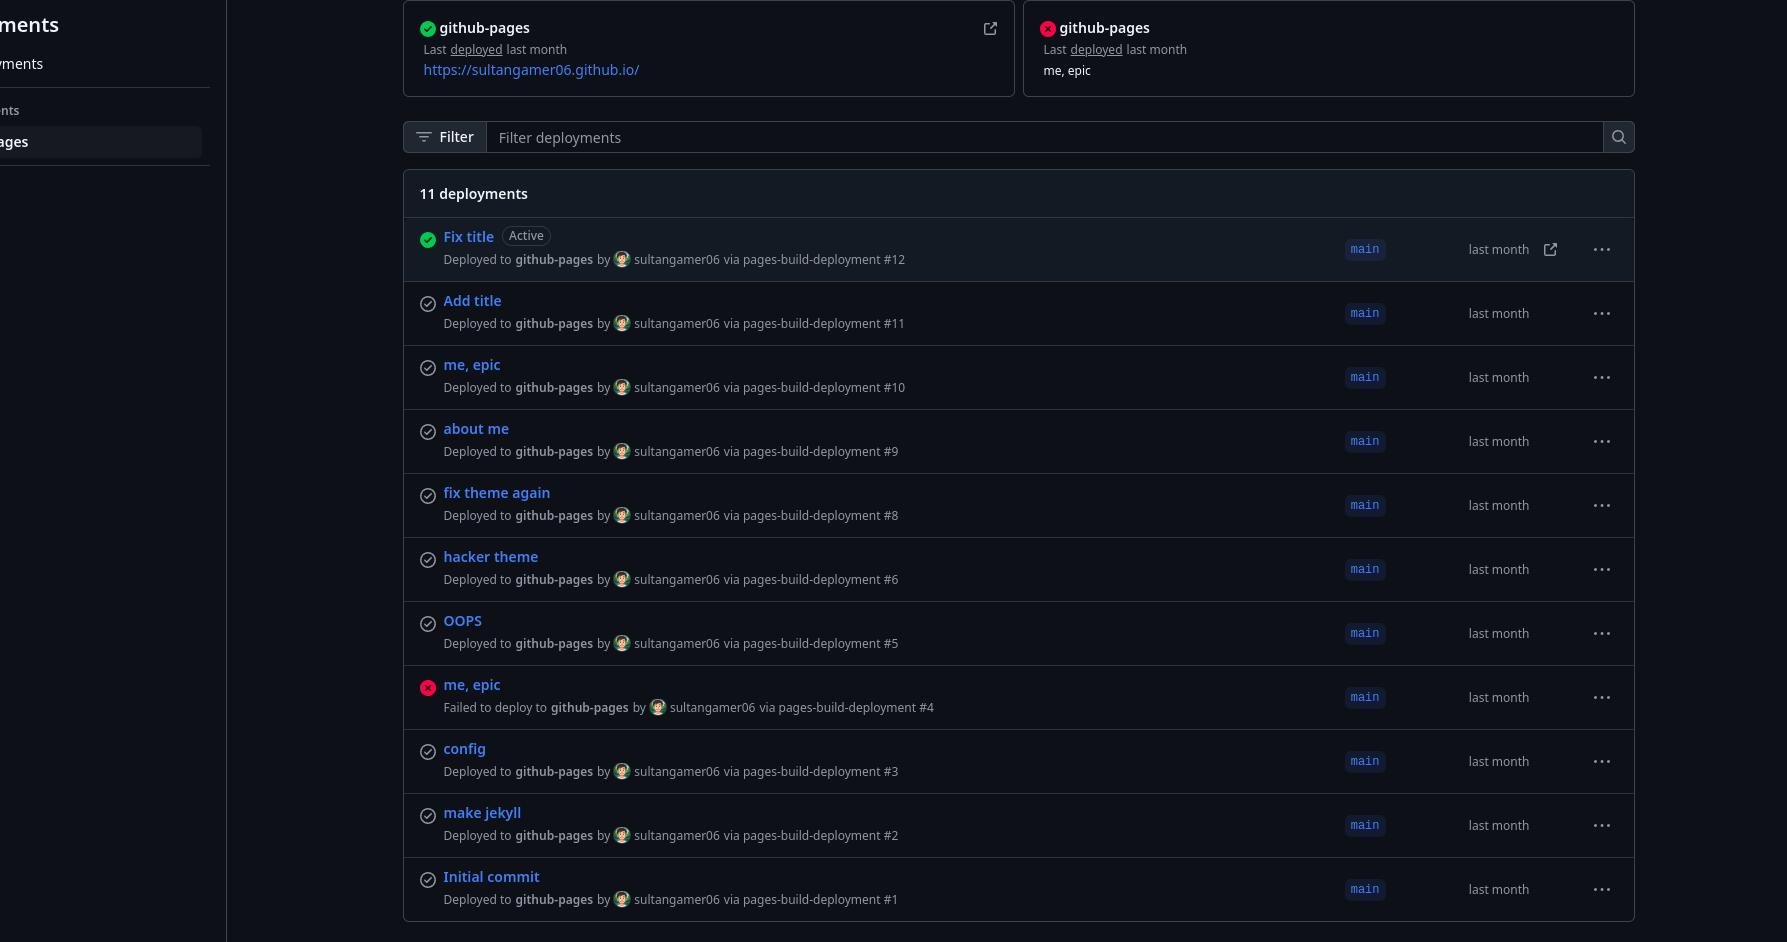 ments
github-pages
github-pages
Last deployed last month
Last deployed last month
yments
https://sultangamer06.github.io/
me, epic
nts
ages
Filter
Filter deployments
11 deployments
Fix title Active
Deployed to github-pages by sultangamer06 via pages-build-deployment #12
main
last month
Add title
Deployed to github-pages by sultangamer06 via pages-build-deployment #11
main
last month
me, epic
Deployed to github-pages by sultangamer06 via pages-build-deployment #10
main
last month
about me
Deployed to github-pages by sultangamer06 via pages-build-deployment #9
main
last month
fix theme again
Deployed to github-pages by sultangamer06 via pages-build-deployment #8
main
last month
hacker theme
Deployed to github-pages by sultangamer06 via pages-build-deployment #6
main
last month
OOPS
Deployed to github-pages by sultangamer06 via pages-build-deployment #5
main
last month
me, epic
Failed to deploy to github-pages by sultangamer06 via pages-build-deployment #4
main
last month
config
Deployed to github-pages by sultangamer06 via pages-build-deployment #3
main
last month
make jekyll
Deployed to github-pages by sultangamer06 via pages-build-deployment #2
main
last month
Initial commit
Deployed to github-pages by sultangamer06 via pages-build-deployment #1
main
last month